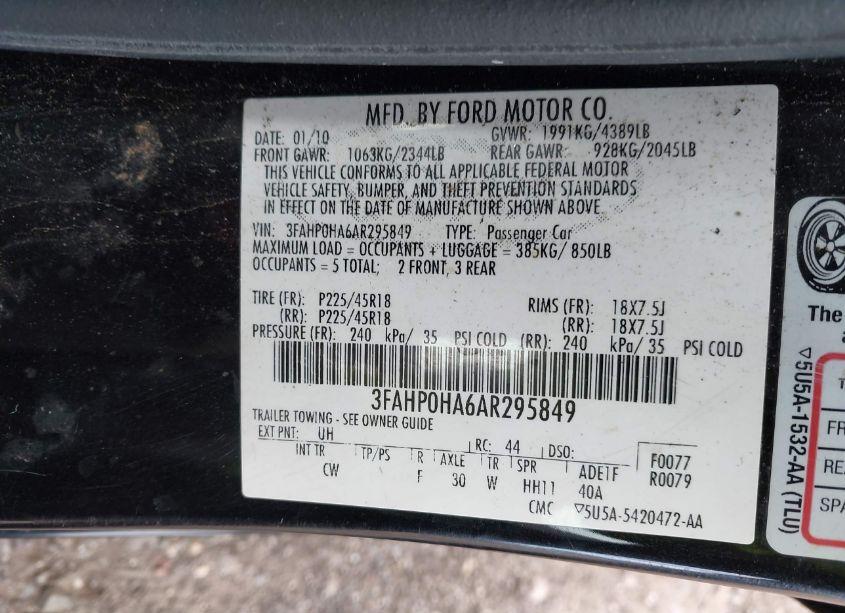 MFD. BY FORD MOTOR CO.
DATE: 01/10 GVWR: 1991KG/4389LB
FRONT GAWR: 1063KG/2344LB REAR GAWR: 928KG/2045LB
THIS VEHICLE CONFORMS TO ALL APPLICABLE FEDERAL MOTOR
VEHICLE SAFETY, BUMPER, AND THEFT PREVENTION STANDARDS
IN EFFECT ON THE DATE OF MANUFACTURE SHOWN ABOVE.
VIN: 3FAHP0HA6AR295849 TYPE: Passenger Car
MAXIMUM LOAD = OCCUPANTS + LUGGAGE = 385KG/ 850LB
OCCUPANTS = 5 TOTAL; 2 FRONT, 3 REAR
TIRE (FR): P225/45R18 RIMS (FR): 18X7.5J
(RR): P225/45R18 (RR): 18X7.5J
PRESSURE (FR): 240 kPa/ 35 PSI COLD (RR): 240 kPa/35 PSI COLD
3FAHP0HA6AR295849
TRAILER TOWING - SEE OWNER GUIDE
EXT PNT: UH RC: 44 DSO: F0077
INT TR TP/PS R AXLE TR SPR ADE1F R0079
CW F 30 W HH11 40A
CMC ▽5U5A-5420472-AA
The
▽5U5A-1532-AA (TLU)
FR
REA
SPA